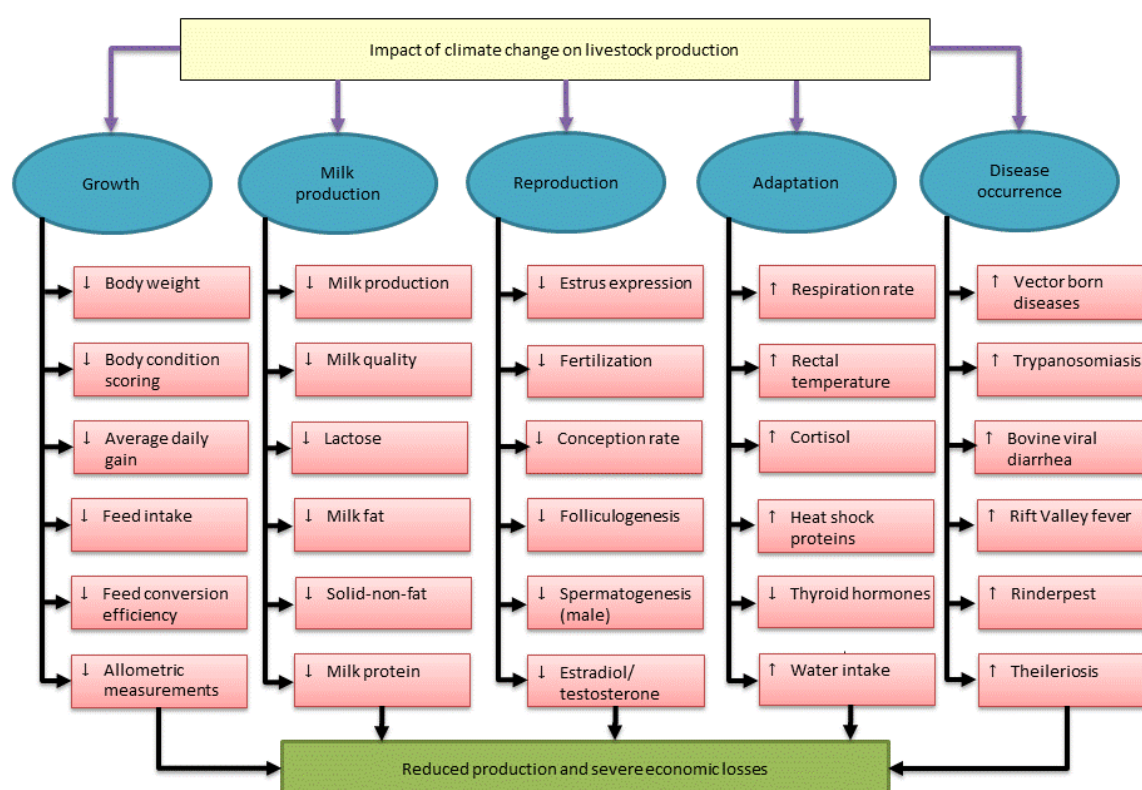 Impact of climate change on livestock production
Growth
Milk
production
Reproduction
Adaptation
Disease
occurrence
↓ Body weight
↓ Body condition
scoring
↓ Average daily
gain
↓ Feed intake
↓ Feed conversion
efficiency
↓ Allometric
measurements
↓ Milk production
↓ Milk quality
↓ Lactose
↓ Milk fat
↓ Solid-non-fat
↓ Milk protein
↓ Estrus expression
↓ Fertilization
↓ Conception rate
↓ Folliculogenesis
↓ Spermatogenesis
(male)
↓ Estradiol/
testosterone
↑ Respiration rate
↑ Rectal
temperature
↑ Cortisol
↑ Heat shock
proteins
↓ Thyroid hormones
↑ Water intake
↑ Vector born
diseases
↑ Trypanosomiasis
↑ Bovine viral
diarrhea
↑ Rift Valley fever
↑ Rinderpest
↑ Theileriosis
Reduced production and severe economic losses